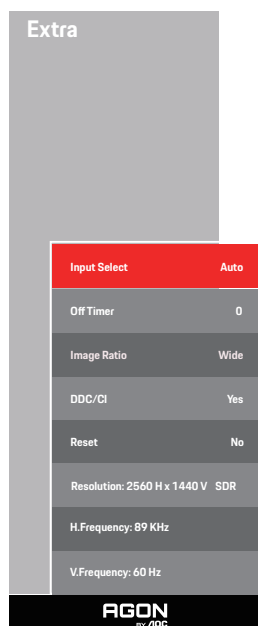 Extra
Input Select Auto
Off Timer 0
Image Ratio Wide
DDC/CI Yes
Reset No
Resolution: 2560 H x 1440 V SDR
H.Frequency: 89 KHz
V.Frequency: 60 Hz
AGON
BY AOC